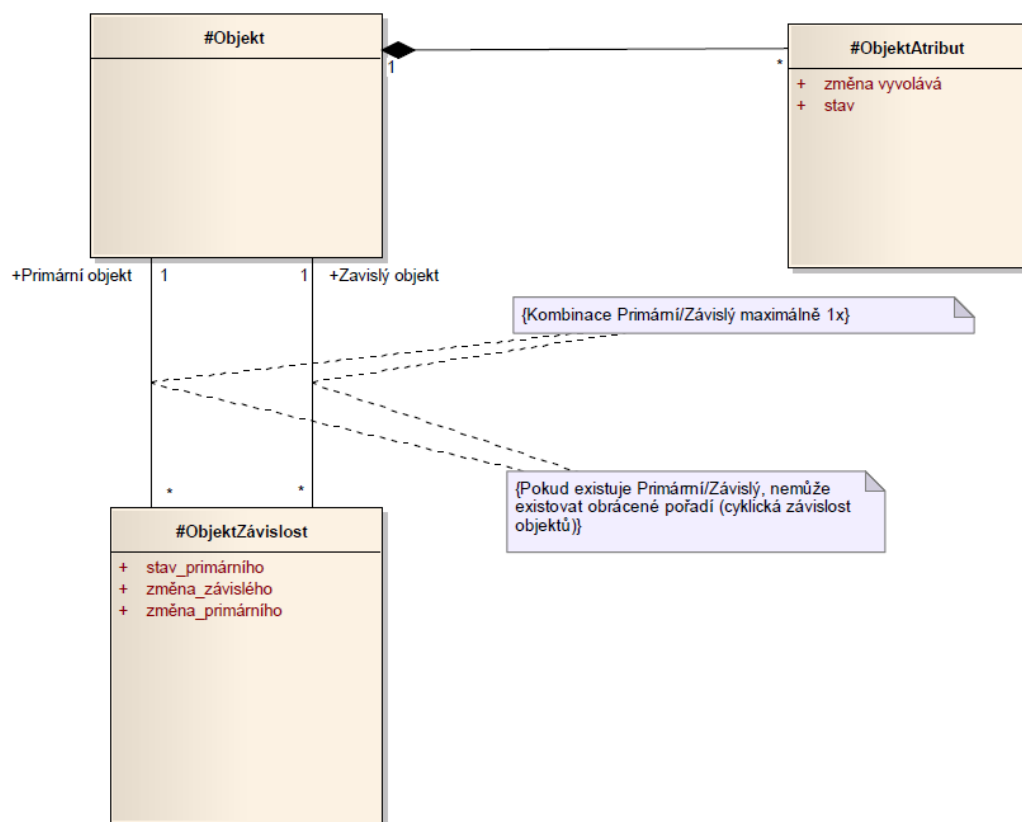 #Objekt
#ObjektAtribut
1
*
+ změna vyvolává
+ stav
+Primární objekt
1
1
+Zavislý objekt
{Kombinace Primární/Závislý maximálně 1x}
*
*
{Pokud existuje Primármí/Závislý, nemůže
existovat obrácené pořadí (cyklická závislost
objektů)}
#ObjektZávislost
+ stav_primárního
+ změna_závislého
+ změna_primárního